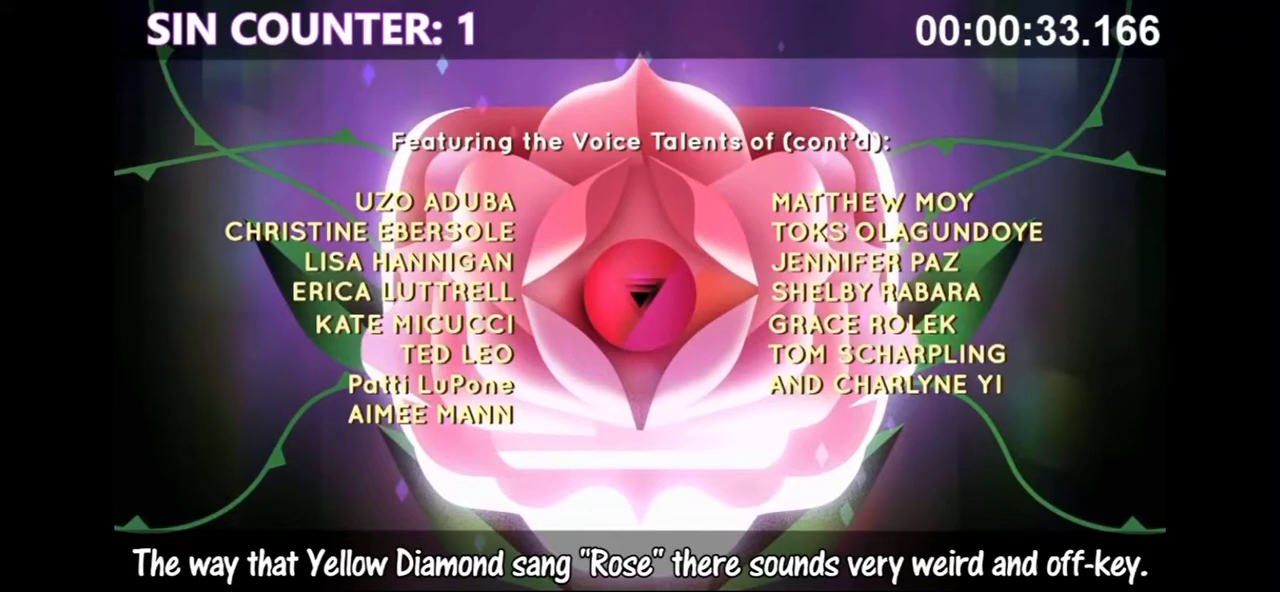 SIN COUNTER: 1
00:00:33.166
Featuring the Voice Talents of (cont'd):
UZO ADUBA
CHRISTINE EBERSOLE
LISA HANNIGAN
ERICA LUTTRELL
KATE MICUCCI
TED LEO
Patti LuPone
AIMEE MANN
MATTHEW MOY
TOKS OLAGUNDOYE
JENNIFER PAZ
SHELBY RABARA
GRACE ROLEK
TOM SCHARPLING
AND CHARLYNE YI
The way that Yellow Diamond sang "Rose" there sounds very weird and off-key.